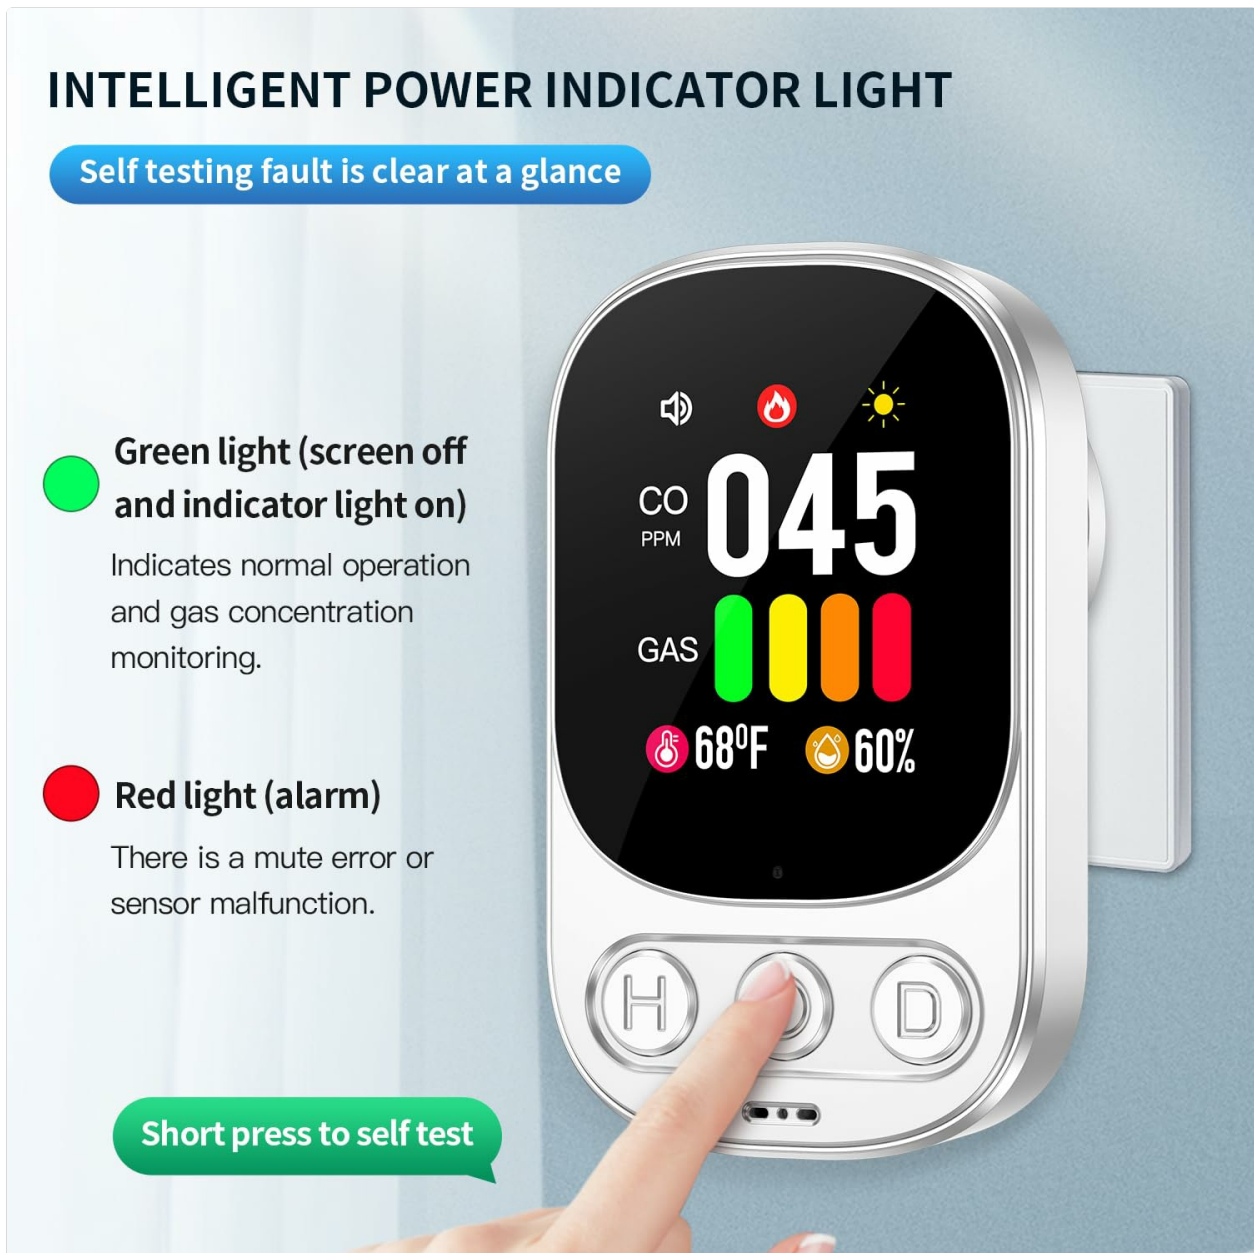 INTELLIGENT POWER INDICATOR LIGHT
Self testing fault is clear at a glance
Green light (screen off
and indicator light on)
Indicates normal operation
and gas concentration
monitoring.
Red light (alarm)
There is a mute error or
sensor malfunction.
Short press to self test
CO
PPM
045
GAS
68ºF
60%
H
D